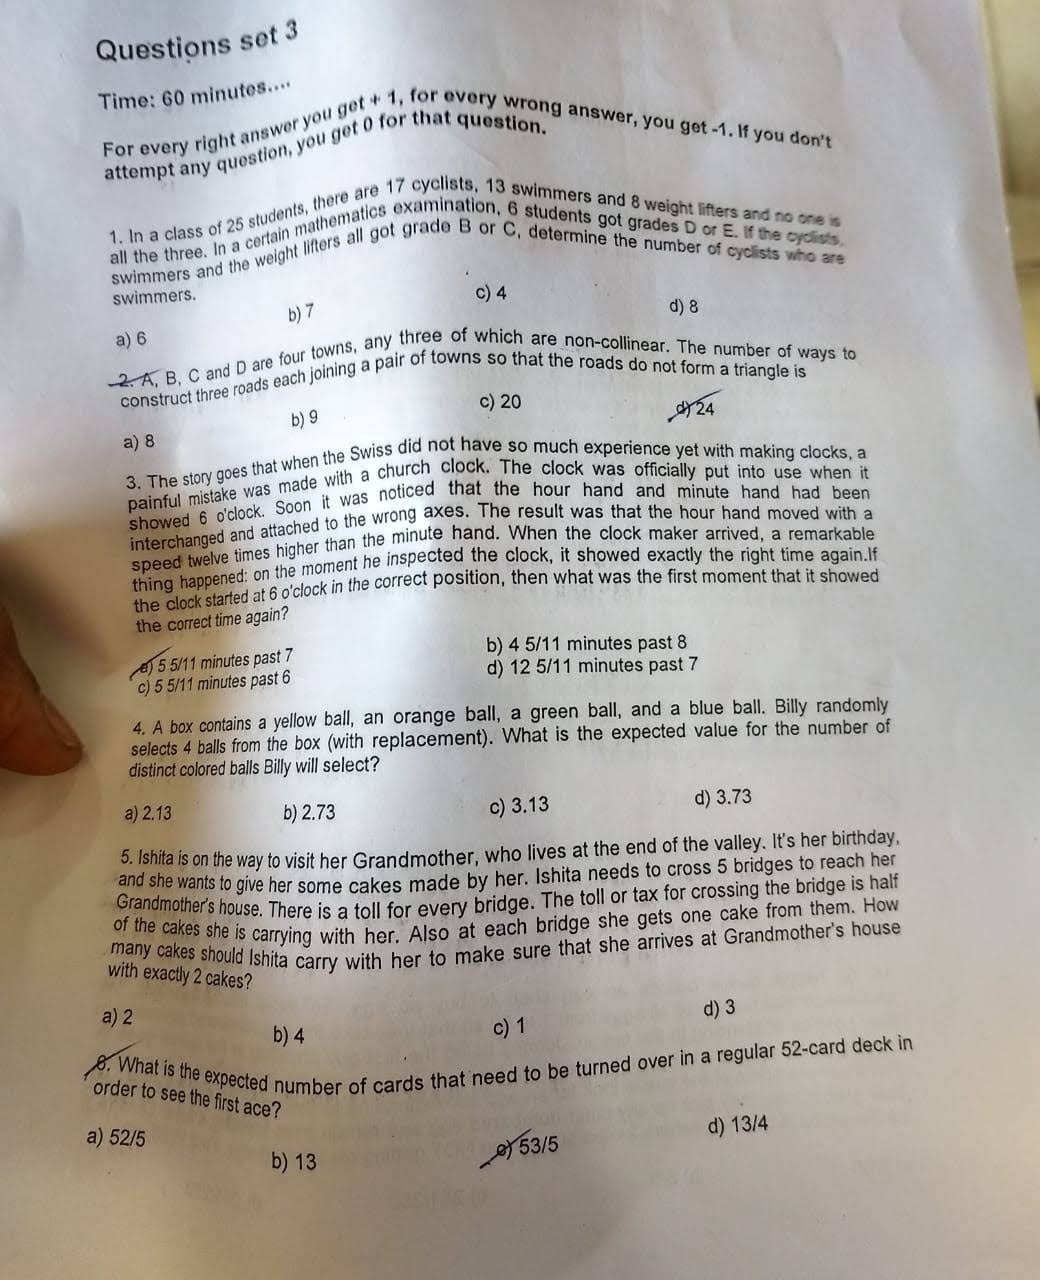 Questions set 3
Time: 60 minutes....
For every right answer you get + 1, for every wrong answer, you get -1. If you don't
attempt any question, you get 0 for that question.
1. In a class of 25 students, there are 17 cyclists, 13 swimmers and 8 weight lifters and no one is
all the three. In a certain mathematics examination, 6 students got grades D or E. If the cyclists,
swimmers and the weight lifters all got grade B or C, determine the number of cyclists who are
swimmers.
a) 6 b) 7 c) 4 d) 8
2. A, B, C and D are four towns, any three of which are non-collinear. The number of ways to
construct three roads each joining a pair of towns so that the roads do not form a triangle is
a) 8 b) 9 c) 20 d) 24
3. The story goes that when the Swiss did not have so much experience yet with making clocks, a
painful mistake was made with a church clock. The clock was officially put into use when it
showed 6 o'clock. Soon it was noticed that the hour hand and minute hand had been
interchanged and attached to the wrong axes. The result was that the hour hand moved with a
speed twelve times higher than the minute hand. When the clock maker arrived, a remarkable
thing happened: on the moment he inspected the clock, it showed exactly the right time again.If
the clock started at 6 o'clock in the correct position, then what was the first moment that it showed
the correct time again?
a) 5 5/11 minutes past 7 b) 4 5/11 minutes past 8
c) 5 5/11 minutes past 6 d) 12 5/11 minutes past 7
4. A box contains a yellow ball, an orange ball, a green ball, and a blue ball. Billy randomly
selects 4 balls from the box (with replacement). What is the expected value for the number of
distinct colored balls Billy will select?
a) 2.13 b) 2.73 c) 3.13 d) 3.73
5. Ishita is on the way to visit her Grandmother, who lives at the end of the valley. It's her birthday,
and she wants to give her some cakes made by her. Ishita needs to cross 5 bridges to reach her
Grandmother's house. There is a toll for every bridge. The toll or tax for crossing the bridge is half
of the cakes she is carrying with her. Also at each bridge she gets one cake from them. How
many cakes should Ishita carry with her to make sure that she arrives at Grandmother's house
with exactly 2 cakes?
a) 2 b) 4 c) 1 d) 3
6. What is the expected number of cards that need to be turned over in a regular 52-card deck in
order to see the first ace?
a) 52/5 b) 13 c) 53/5 d) 13/4